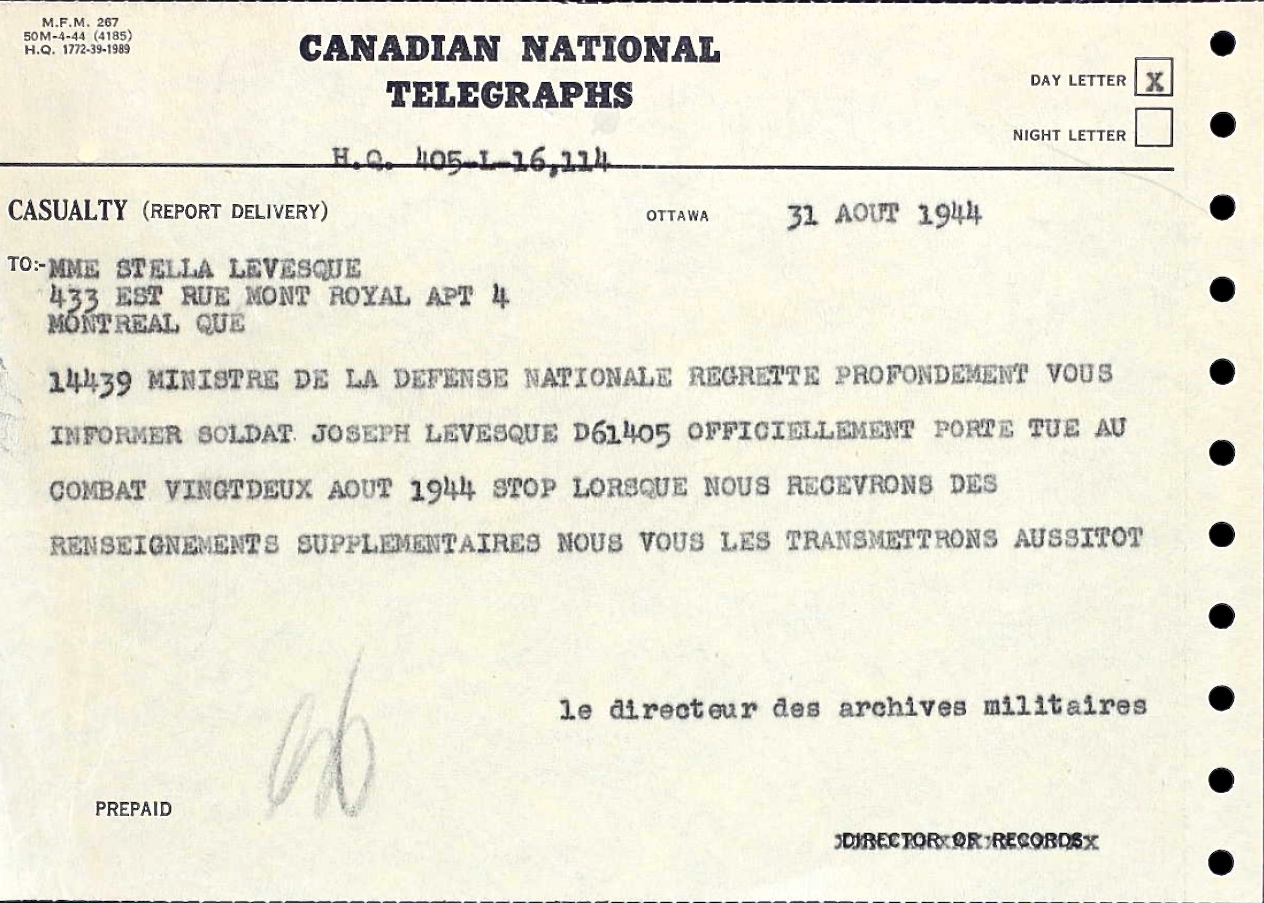 M.F.M. 267
50M-4-44 (4185)
H.Q. 1772-39-1989
CANADIAN NATIONAL
TELEGRAPHS
DAY LETTER X
NIGHT LETTER
H.Q. 405-L-16,114
CASUALTY (REPORT DELIVERY) OTTAWA 31 AOUT 1944
TO:- MME STELLA LEVESQUE
433 EST RUE MONT ROYAL APT 4
MONTREAL QUE
14439 MINISTRE DE LA DEFENSE NATIONALE REGRETTE PROFONDEMENT VOUS
INFORMER SOLDAT JOSEPH LEVESQUE D61405 OFFICIELLEMENT PORTE TUE AU
COMBAT VINGTDEUX AOUT 1944 STOP LORSQUE NOUS RECEVRONS DES
RENSEIGNEMENTS SUPPLEMENTAIRES NOUS VOUS LES TRANSMETTRONS AUSSITOT
le directeur des archives militaires
PREPAID
DIRECTOR OF RECORDS